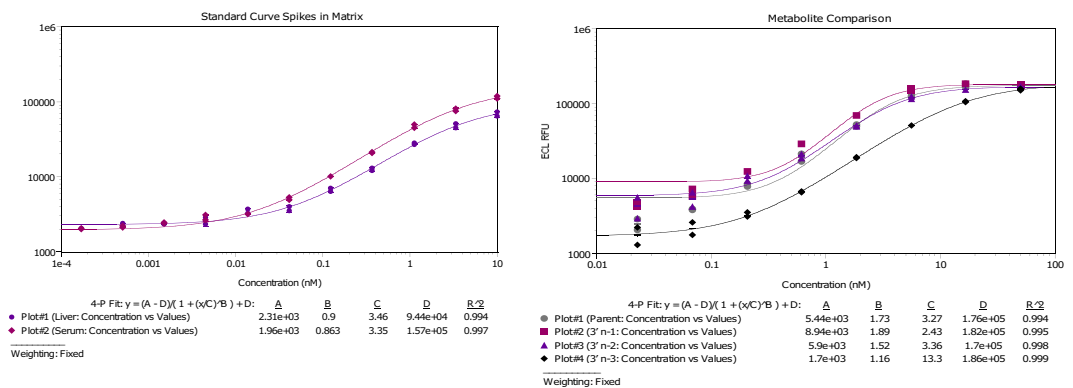 Standard Curve Spikes in Matrix
1e6
100000
10000
1000
1e-4
0.001
0.01
0.1
1
10
Concentration (nM)
4-P Fit: y = (A - D)/( 1 + (x/C)^B ) + D: A B C D R^2
Plot#1 (Liver: Concentration vs Values) 2.31e+03 0.9 3.46 9.44e+04 0.994
Plot#2 (Serum: Concentration vs Values) 1.96e+03 0.863 3.35 1.57e+05 0.997
Weighting: Fixed
Metabolite Comparison
1e6
100000
10000
1000
ECL RFU
0.01
0.1
1
10
100
Concentration (nM)
4-P Fit: y = (A - D)/( 1 + (x/C)^B ) + D: A B C D R^2
Plot#1 (Parent: Concentration vs Values) 5.44e+03 1.73 3.27 1.76e+05 0.994
Plot#2 (3' n-1: Concentration vs Values) 8.94e+03 1.89 2.43 1.82e+05 0.995
Plot#3 (3' n-2: Concentration vs Values) 5.9e+03 1.52 3.36 1.7e+05 0.998
Plot#4 (3' n-3: Concentration vs Values) 1.7e+03 1.16 13.3 1.86e+05 0.999
Weighting: Fixed